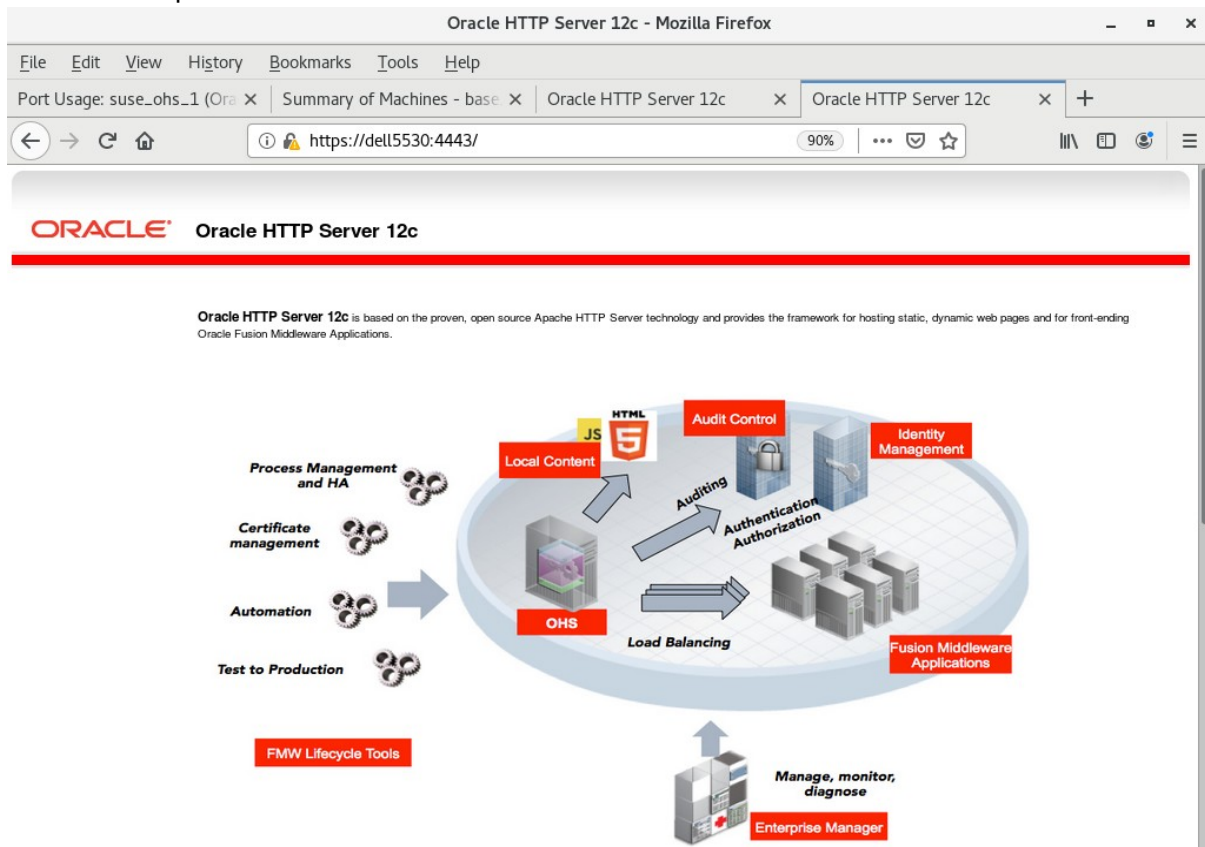 Oracle HTTP Server 12c - Mozilla Firefox
File Edit View History Bookmarks Tools Help
Port Usage: suse_ohs_1 (Ora
Summary of Machines - base
Oracle HTTP Server 12c
Oracle HTTP Server 12c
https://dell5530:4443/
90%
ORACLE Oracle HTTP Server 12c
Oracle HTTP Server 12c is based on the proven, open source Apache HTTP Server technology and provides the framework for hosting static, dynamic web pages and for front-ending
Oracle Fusion Middleware Applications.
HTML
JS
5
Audit Control
Local Content
Identity
Management
Process Management
and HA
Auditing
Authentication
Authorization
Certificate
management
Automation
OHS
Load Balancing
Fusion Middleware
Applications
Test to Production
FMW Lifecycle Tools
Manage, monitor,
diagnose
Enterprise Manager